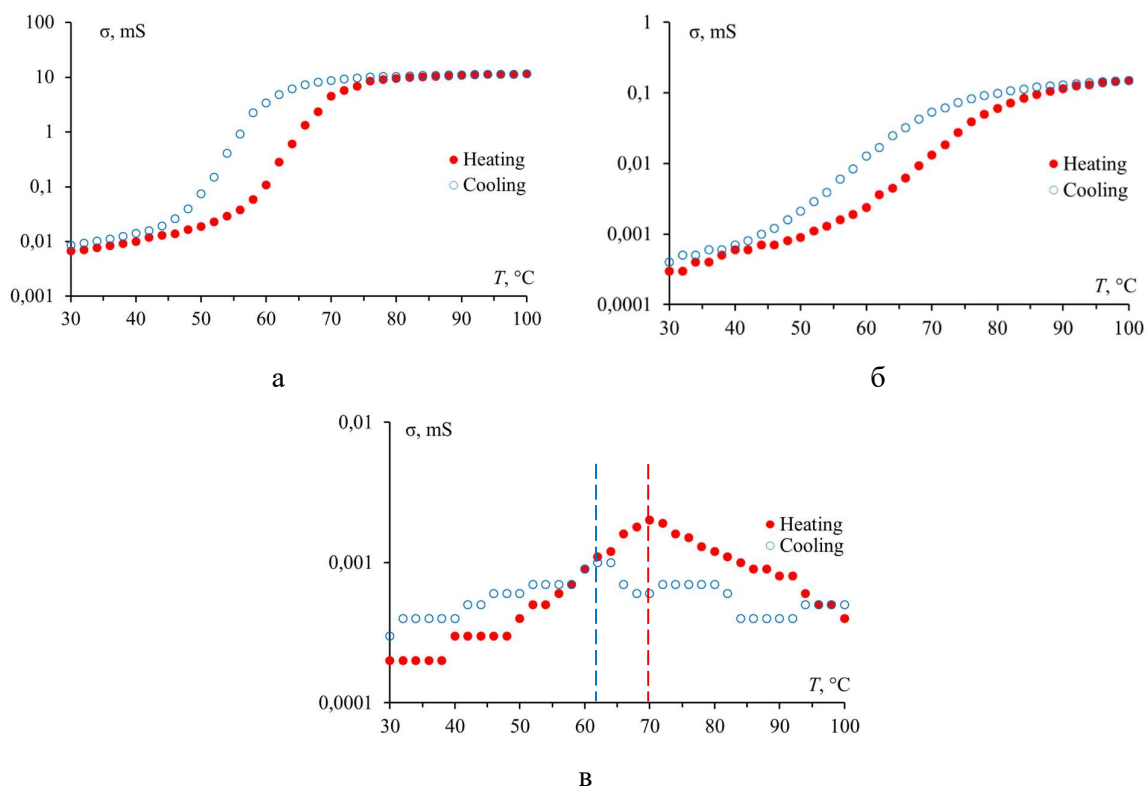 σ, mS
100
10
1
0,1
0,01
0,001
Heating
Cooling
T, °C
30 40 50 60 70 80 90 100
а
σ, mS
1
0,1
0,01
0,001
0,0001
Heating
Cooling
T, °C
30 40 50 60 70 80 90 100
б
σ, mS
0,01
0,001
0,0001
Heating
Cooling
T, °C
30 40 50 60 70 80 90 100
в